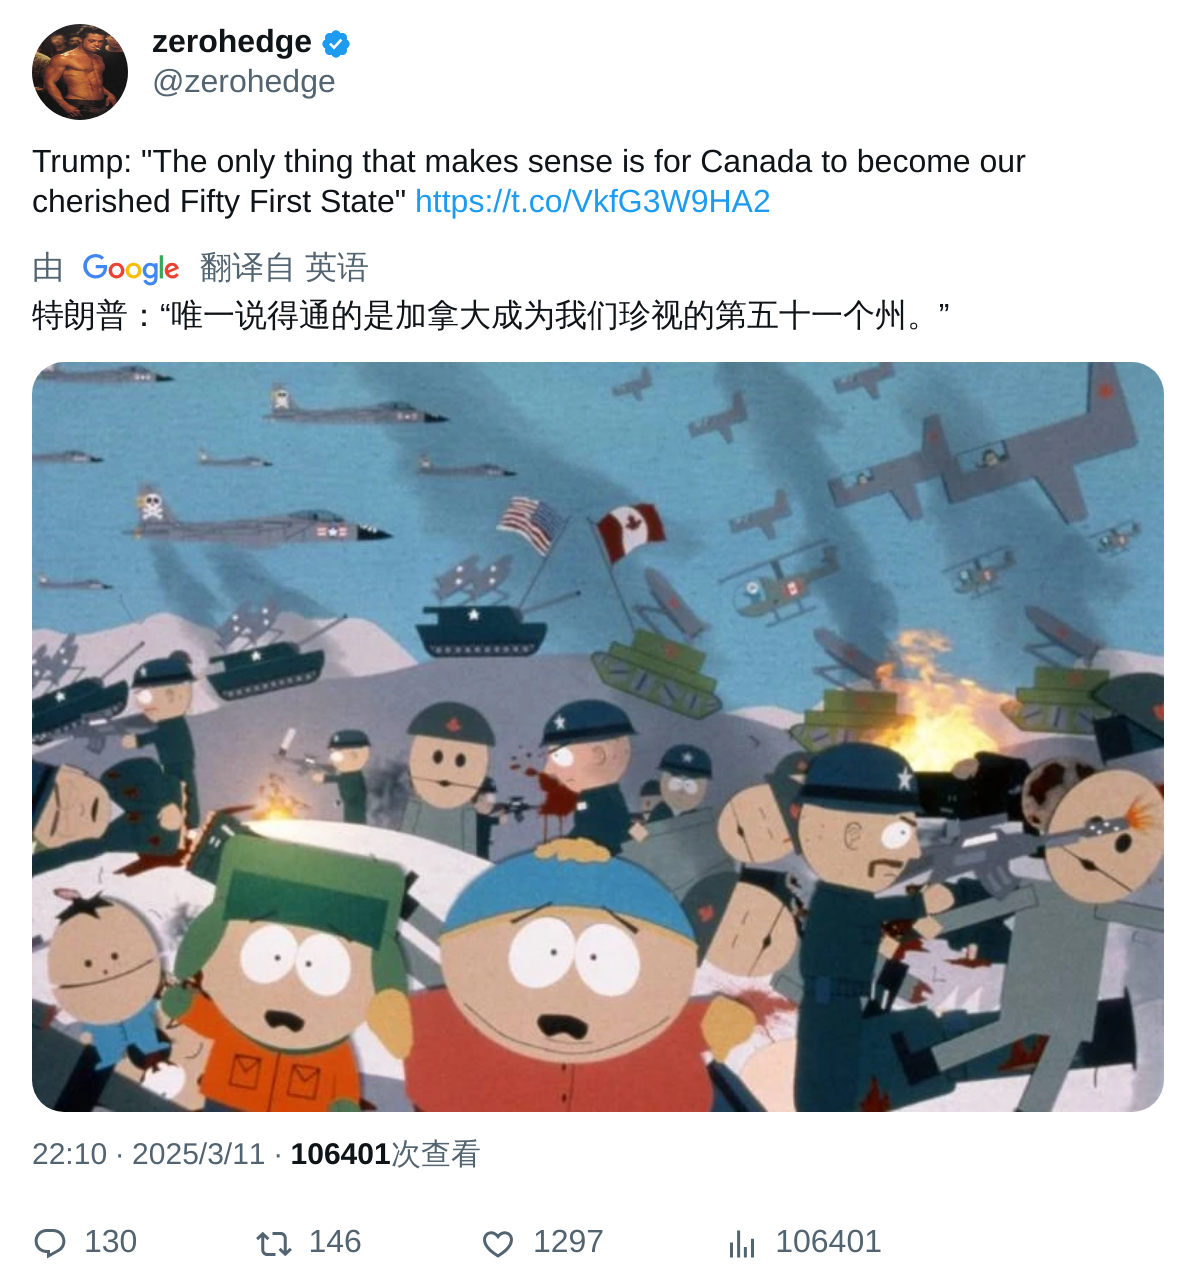 zerohedge
@zerohedge
Trump: "The only thing that makes sense is for Canada to become our
cherished Fifty First State" https://t.co/VkfG3W9HA2
由 Google 翻译自 英语
特朗普：“唯一说得通的是加拿大成为我们珍视的第五十一个州。”
22:10 · 2025/3/11 · 106401次查看
130 146 1297 106401